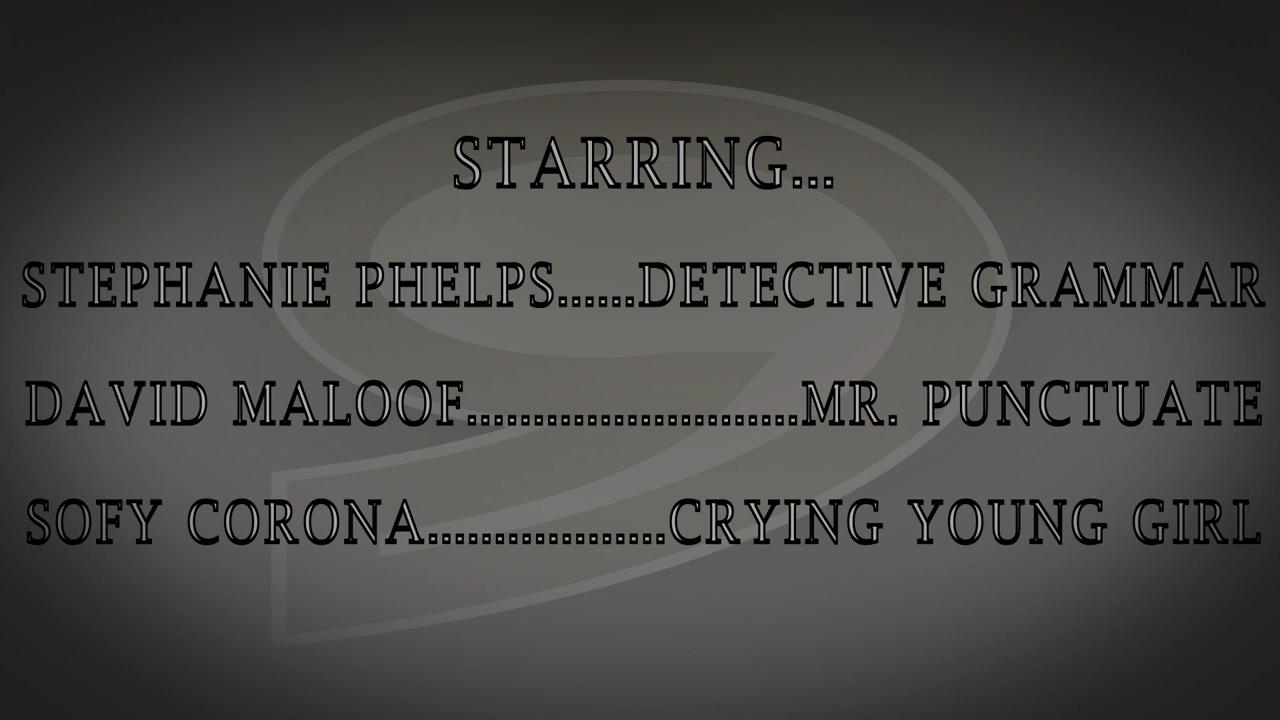 STARRING...
STEPHANIE PHELPS......DETECTIVE GRAMMAR
DAVID MALOOF.........................MR. PUNCTUATE
SOFY CORONA..................CRYING YOUNG GIRL